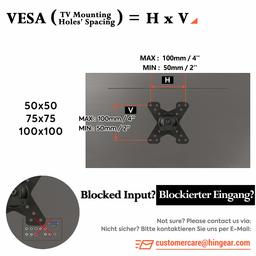 VESA ( TV Mounting Holes' Spacing ) = H x V
MAX : 100mm / 4''
MIN : 50mm / 2''
H
50x50
75x75
100x100
V
MAX : 100mm / 4''
MIN : 50mm / 2''
Blocked Input? Blockierter Eingang?
Not sure? Please contact us via:
Nicht sicher? Bitte kontaktieren Sie uns per E-Mail:
customercare@hingear.com